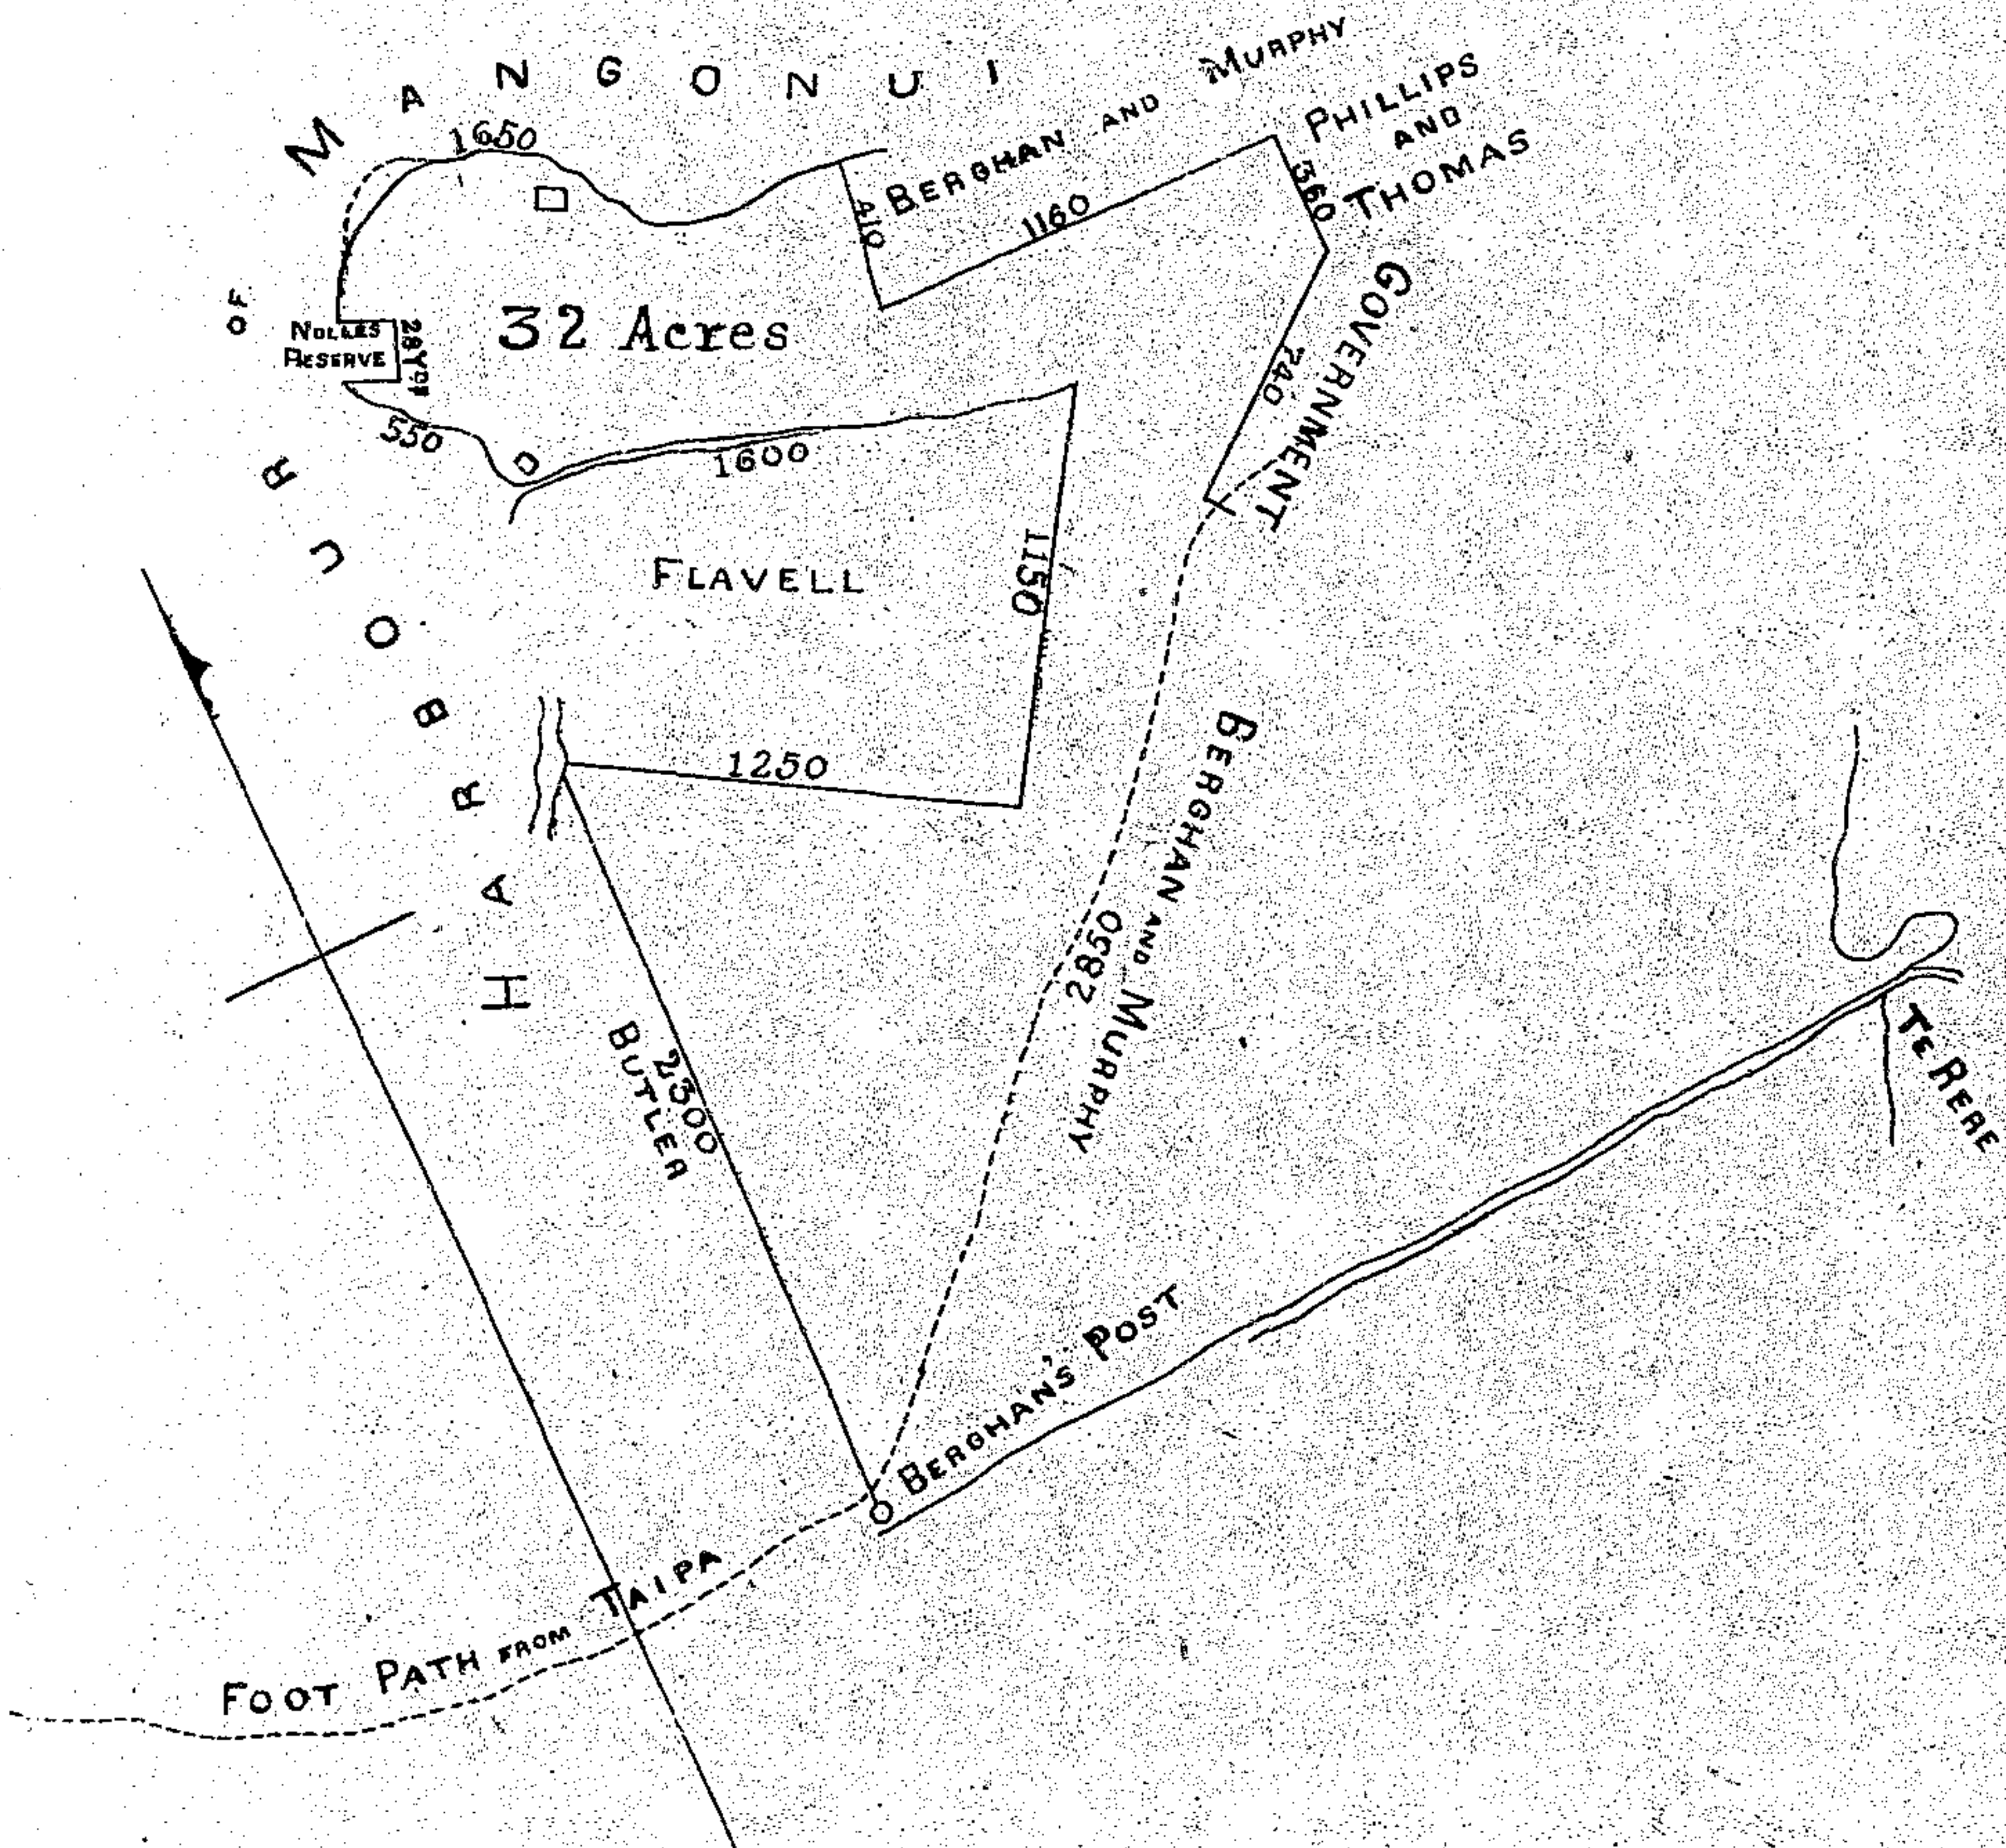 HARBOUR
OF
MANGONUI
1650
BERGHAN AND MURPHY
PHILLIPS
AND
THOMAS
410
1160
360
32 Acres
NOLLES
RESERVE
28 Yds
740
GOVERNMENT
550
1600
FLAVELL
1150
1250
BERGHAN AND MURPHY
2850
2300
BUTLER
TE RERE
BERGHAN'S POST
FOOT PATH FROM TAIPA